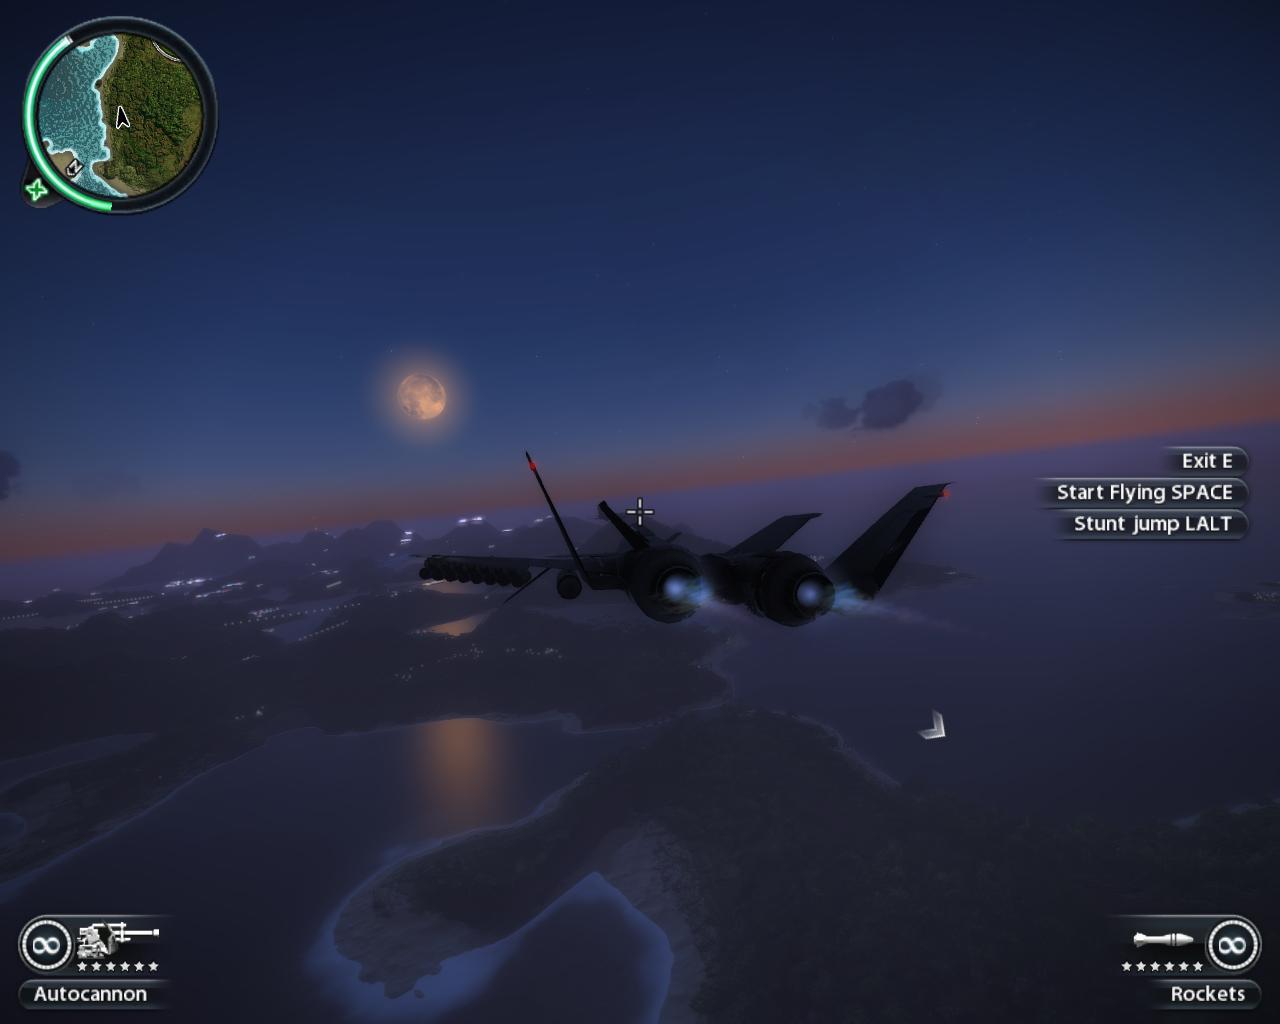 N
Exit E
Start Flying SPACE
Stunt jump LALT
Autocannon
Rockets